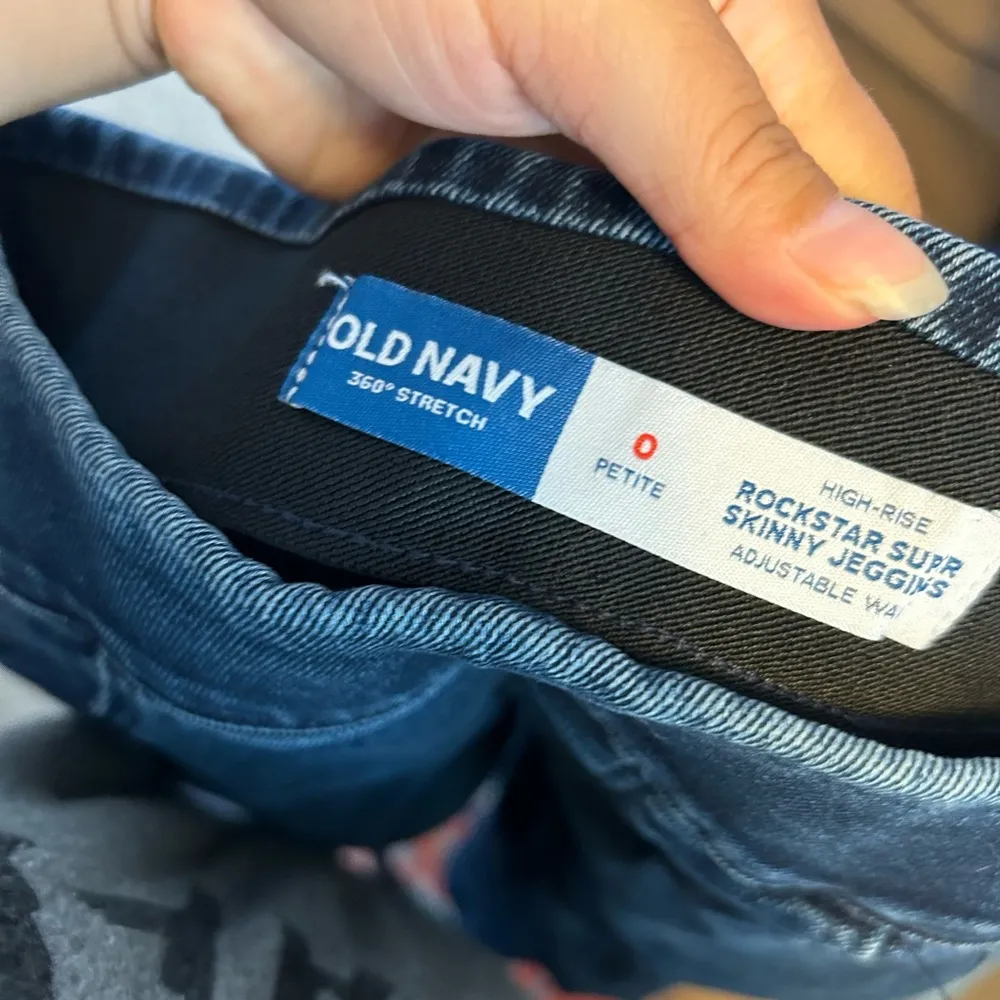 OLD NAVY
360° STRETCH
0
PETITE
HIGH-RISE
ROCKSTAR SUPR
SKINNY JEGGINS
ADJUSTABLE WA